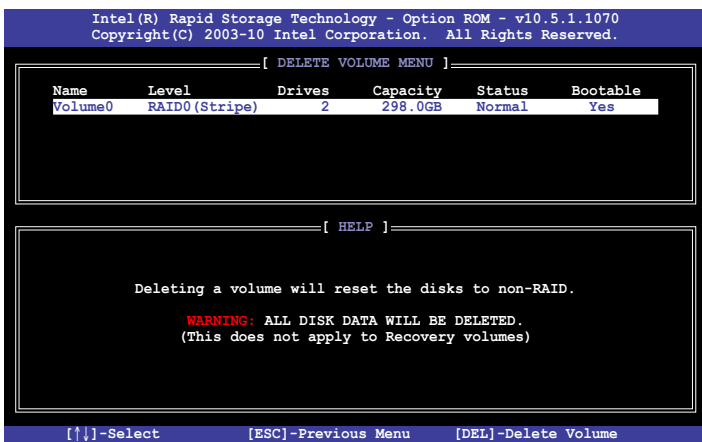 Intel(R) Rapid Storage Technology - Option ROM - v10.5.1.1070
Copyright(C) 2003-10 Intel Corporation. All Rights Reserved.
[ DELETE VOLUME MENU ]
Name Level Drives Capacity Status Bootable
Volume0 RAID0(Stripe) 2 298.0GB Normal Yes
[ HELP ]
Deleting a volume will reset the disks to non-RAID.
WARNING: ALL DISK DATA WILL BE DELETED.
(This does not apply to Recovery volumes)
[↑↓]-Select [ESC]-Previous Menu [DEL]-Delete Volume